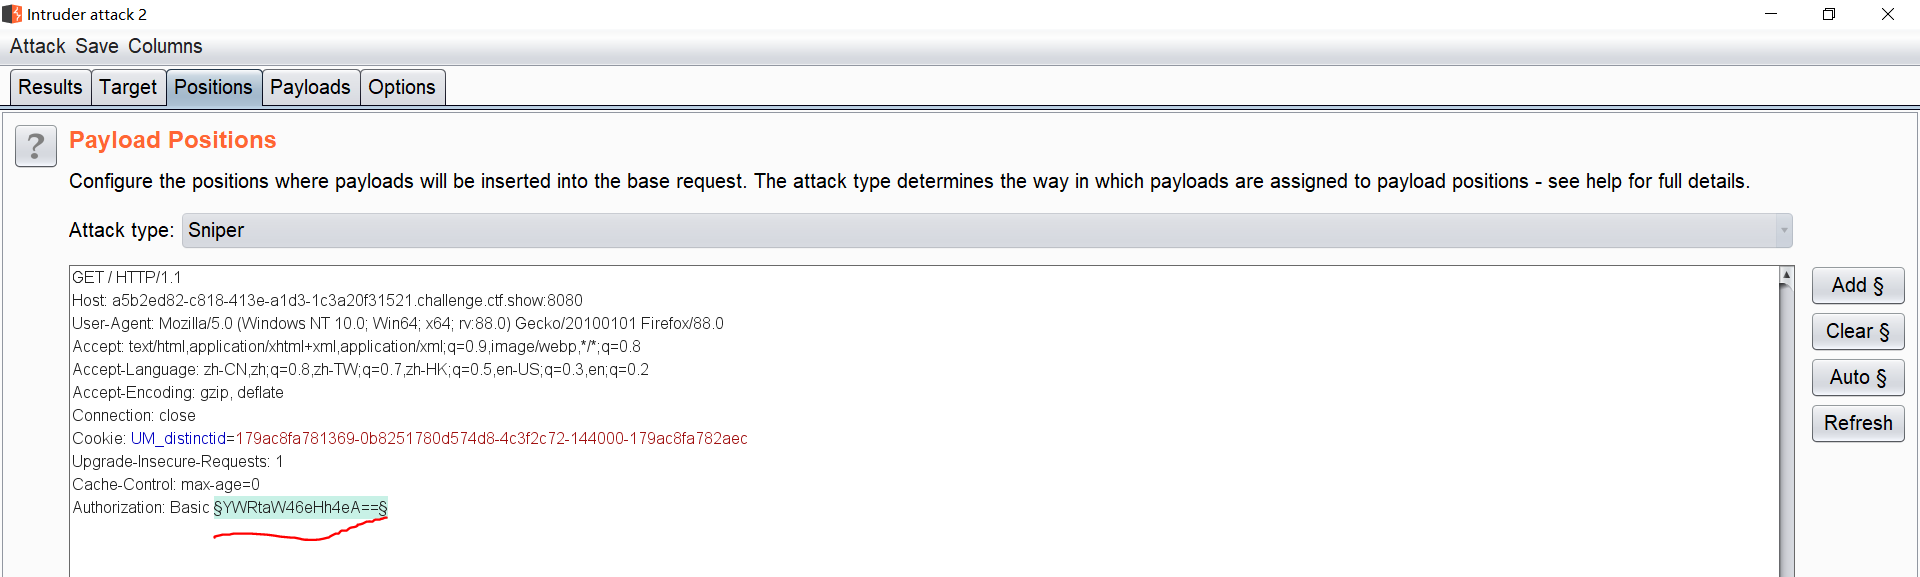 Intruder attack 2
Attack Save Columns
Results Target Positions Payloads Options
?
Payload Positions
Configure the positions where payloads will be inserted into the base request. The attack type determines the way in which payloads are assigned to payload positions - see help for full details.
Attack type: Sniper
GET / HTTP/1.1
Host: a5b2ed82-c818-413e-a1d3-1c3a20f31521.challenge.ctf.show:8080
User-Agent: Mozilla/5.0 (Windows NT 10.0; Win64; x64; rv:88.0) Gecko/20100101 Firefox/88.0
Accept: text/html,application/xhtml+xml,application/xml;q=0.9,image/webp,*/*;q=0.8
Accept-Language: zh-CN,zh;q=0.8,zh-TW;q=0.7,zh-HK;q=0.5,en-US;q=0.3,en;q=0.2
Accept-Encoding: gzip, deflate
Connection: close
Cookie: UM_distinctid=179ac8fa781369-0b8251780d574d8-4c3f2c72-144000-179ac8fa782aec
Upgrade-Insecure-Requests: 1
Cache-Control: max-age=0
Authorization: Basic §YWRtaW46eHh4eA==§
Add §
Clear §
Auto §
Refresh